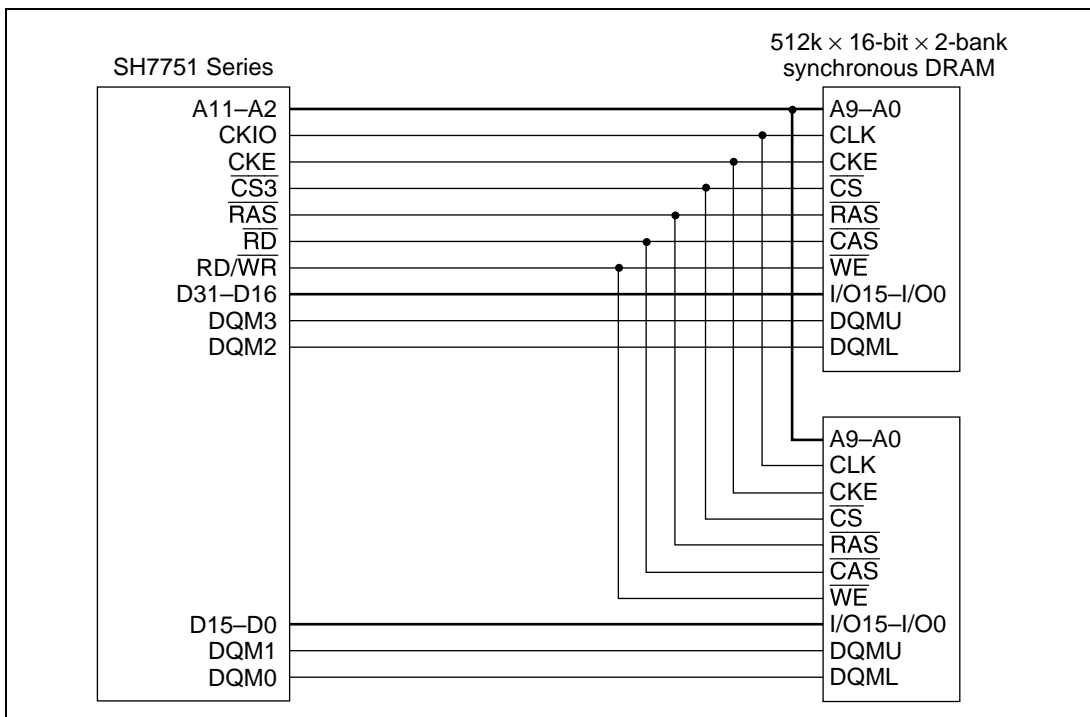 512k × 16-bit × 2-bank
synchronous DRAM
SH7751 Series
A11–A2
CKIO
CKE
CS3
RAS
RD
RD/WR
D31–D16
DQM3
DQM2
D15–D0
DQM1
DQM0
A9–A0
CLK
CKE
CS
RAS
CAS
WE
I/O15–I/O0
DQMU
DQML
A9–A0
CLK
CKE
CS
RAS
CAS
WE
I/O15–I/O0
DQMU
DQML